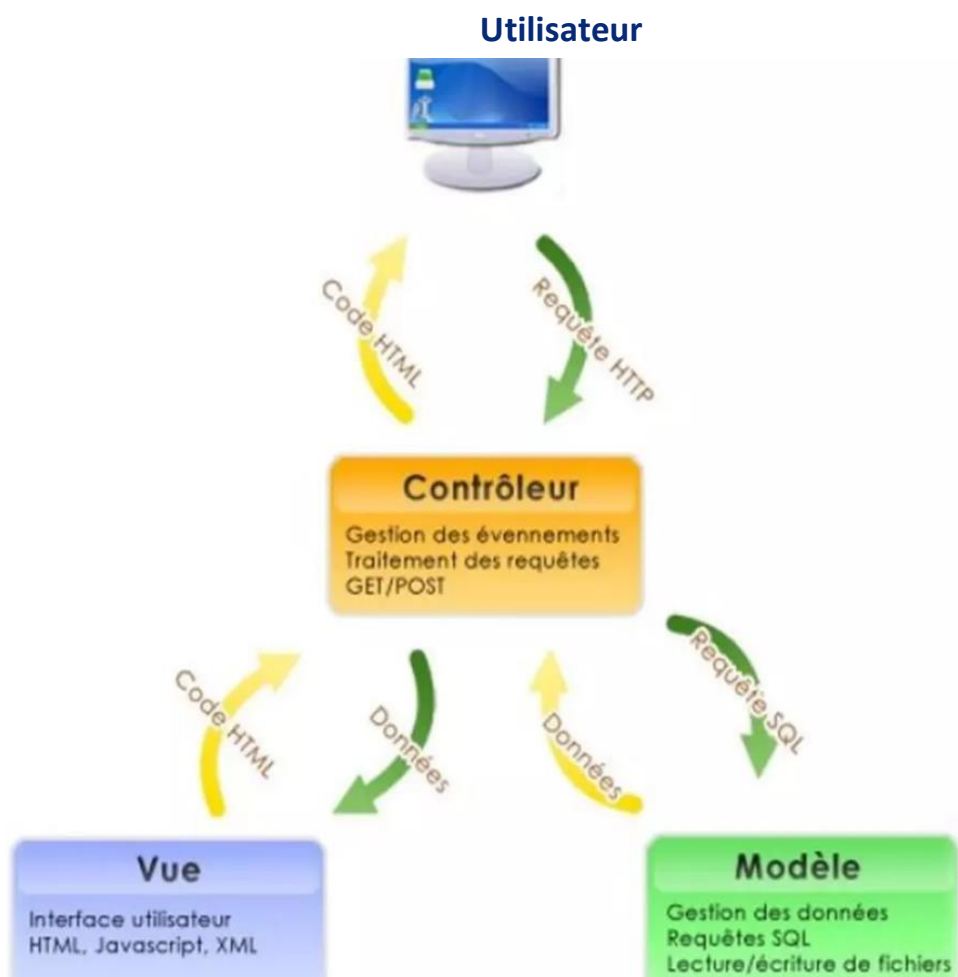 Utilisateur
Code HTML
Requête HTTP
Contrôleur
Gestion des évennements
Traitement des requêtes
GET/POST
Code HTML
Données
Données
Requête SQL
Vue
Interface utilisateur
HTML, Javascript, XML
Modèle
Gestion des données
Requêtes SQL
Lecture/écriture de fichiers